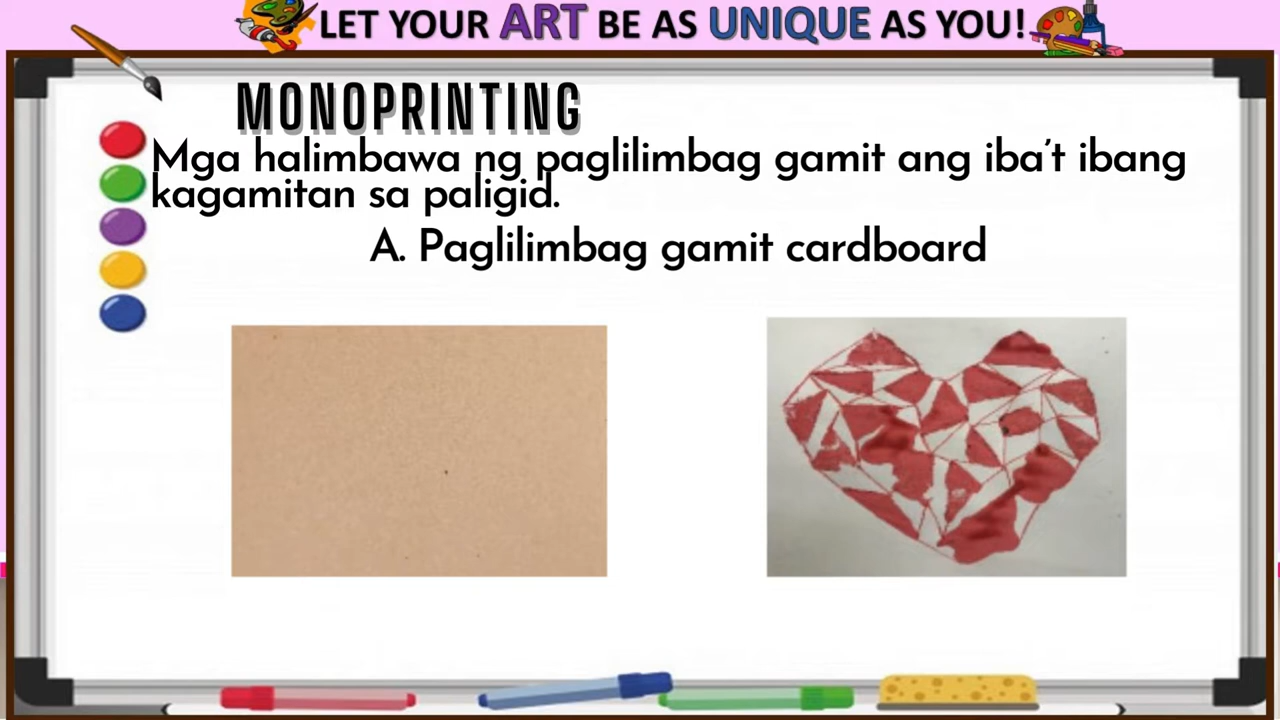 LET YOUR ART BE AS UNIQUE AS YOU!
MONOPRINTING
Mga halimbawa ng paglilimbag gamit ang iba't ibang
kagamitan sa paligid.
A. Paglilimbag gamit cardboard